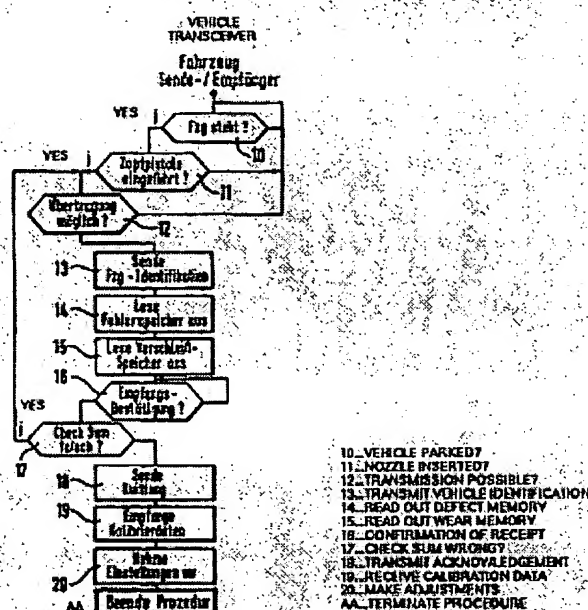 VEHICLE
TRANSCEIVER
Fahrzeug
Sende-/Empfänger
YES
j
Fzg steht ?
10
YES
j
Zapfpistole
eingeführt ?
11
Übertragung
möglich ?
12
13
Sende
Fzg-Identifikation
14
Lese
Fehlerspeicher aus
15
Lese Verschleiß-
Speicher aus
16
Empfangs-
Bestätigung ?
YES
j
Check Sum
falsch ?
17
18
Sende
19
Empfange
Kalibrierdaten
20
Nehme
Einstellungen vor
AA
Beende Prozedur
10...VEHICLE PARKED?
11...NOZZLE INSERTED?
12...TRANSMISSION POSSIBLE?
13...TRANSMIT VEHICLE IDENTIFICATION
14...READ OUT DEFECT MEMORY
15...READ OUT WEAR MEMORY
16...CONFIRMATION OF RECEIPT
17...CHECK SUM WRONG?
18...TRANSMIT ACKNOWLEDGEMENT
19...RECEIVE CALIBRATION DATA
20...MAKE ADJUSTMENTS
AA...TERMINATE PROCEDURE